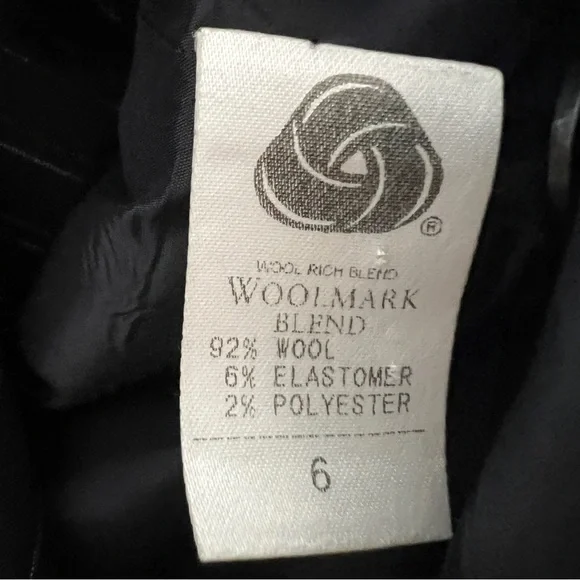 ®
WOOL RICH BLEND
WOOLMARK
BLEND
92% WOOL
6% ELASTOMER
2% POLYESTER
6